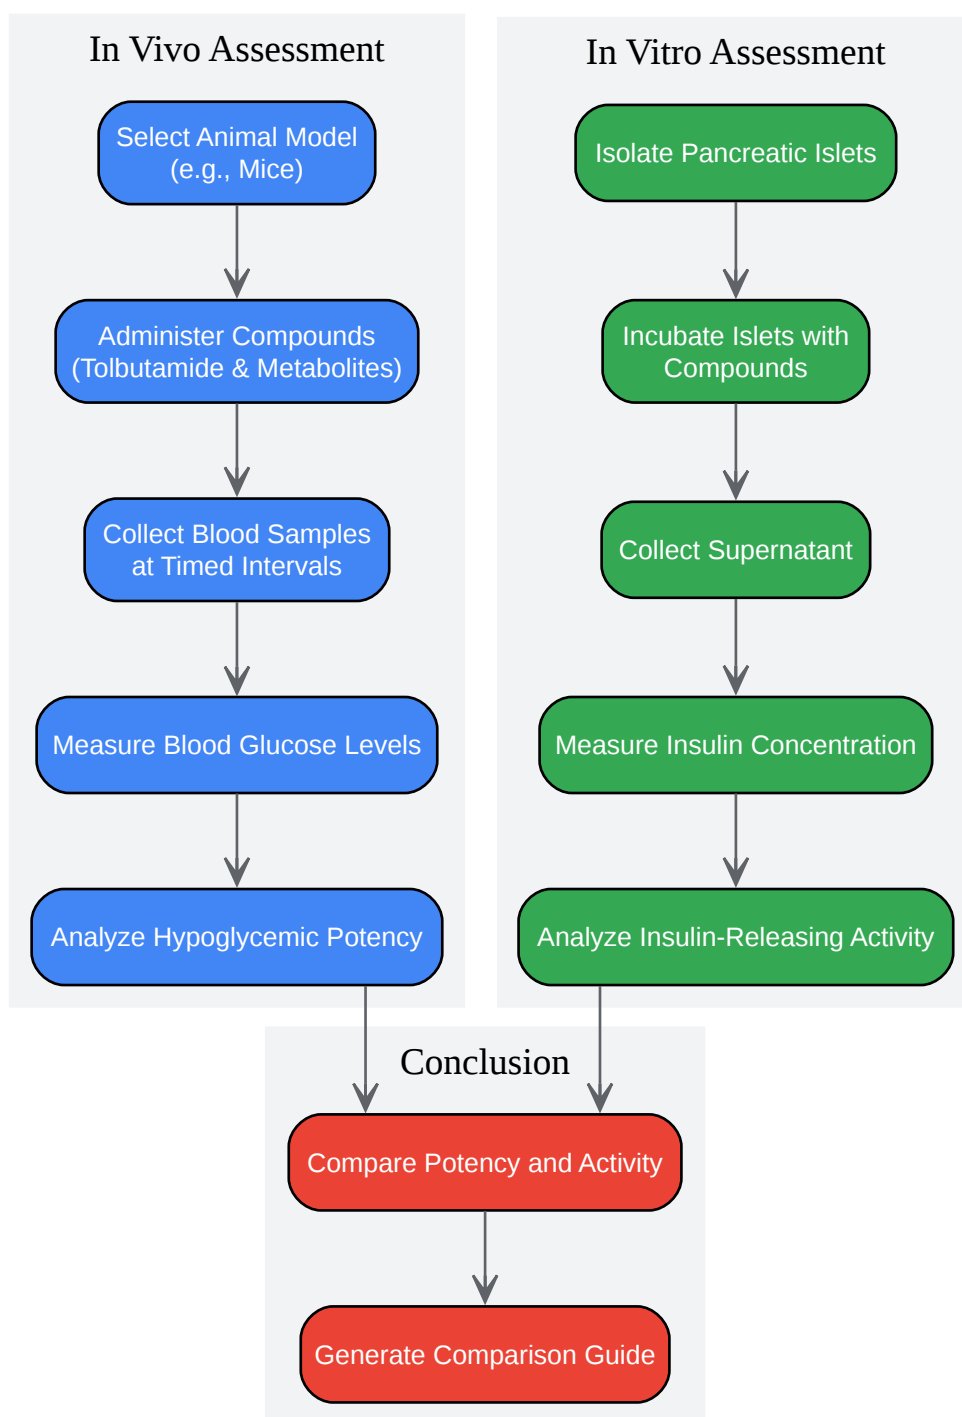 In Vivo Assessment
Select Animal Model
(e.g., Mice)
Administer Compounds
(Tolbutamide & Metabolites)
Collect Blood Samples
at Timed Intervals
Measure Blood Glucose Levels
Analyze Hypoglycemic Potency
In Vitro Assessment
Isolate Pancreatic Islets
Incubate Islets with
Compounds
Collect Supernatant
Measure Insulin Concentration
Analyze Insulin-Releasing Activity
Conclusion
Compare Potency and Activity
Generate Comparison Guide